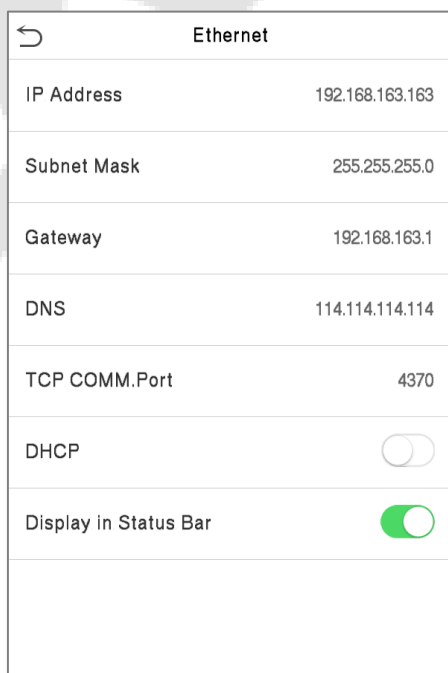 Ethernet
IP Address 192.168.163.163
Subnet Mask 255.255.255.0
Gateway 192.168.163.1
DNS 114.114.114.114
TCP COMM.Port 4370
DHCP
Display in Status Bar